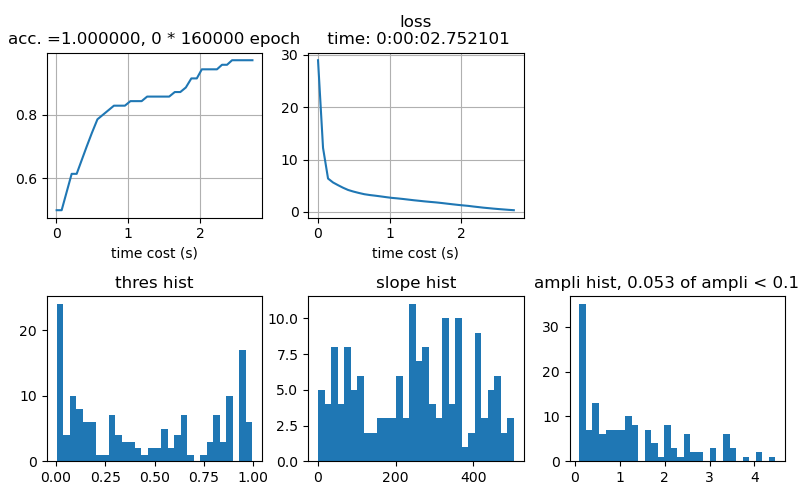 acc. =1.000000, 0 * 160000 epoch
0.8
0.6
0 1 2
time cost (s)
loss
time: 0:00:02.752101
30
20
10
0
0 1 2
time cost (s)
thres hist
20
10
0
0.00 0.25 0.50 0.75 1.00
slope hist
10.0
7.5
5.0
2.5
0.0
0 200 400
ampli hist, 0.053 of ampli < 0.1
30
20
10
0
0 1 2 3 4